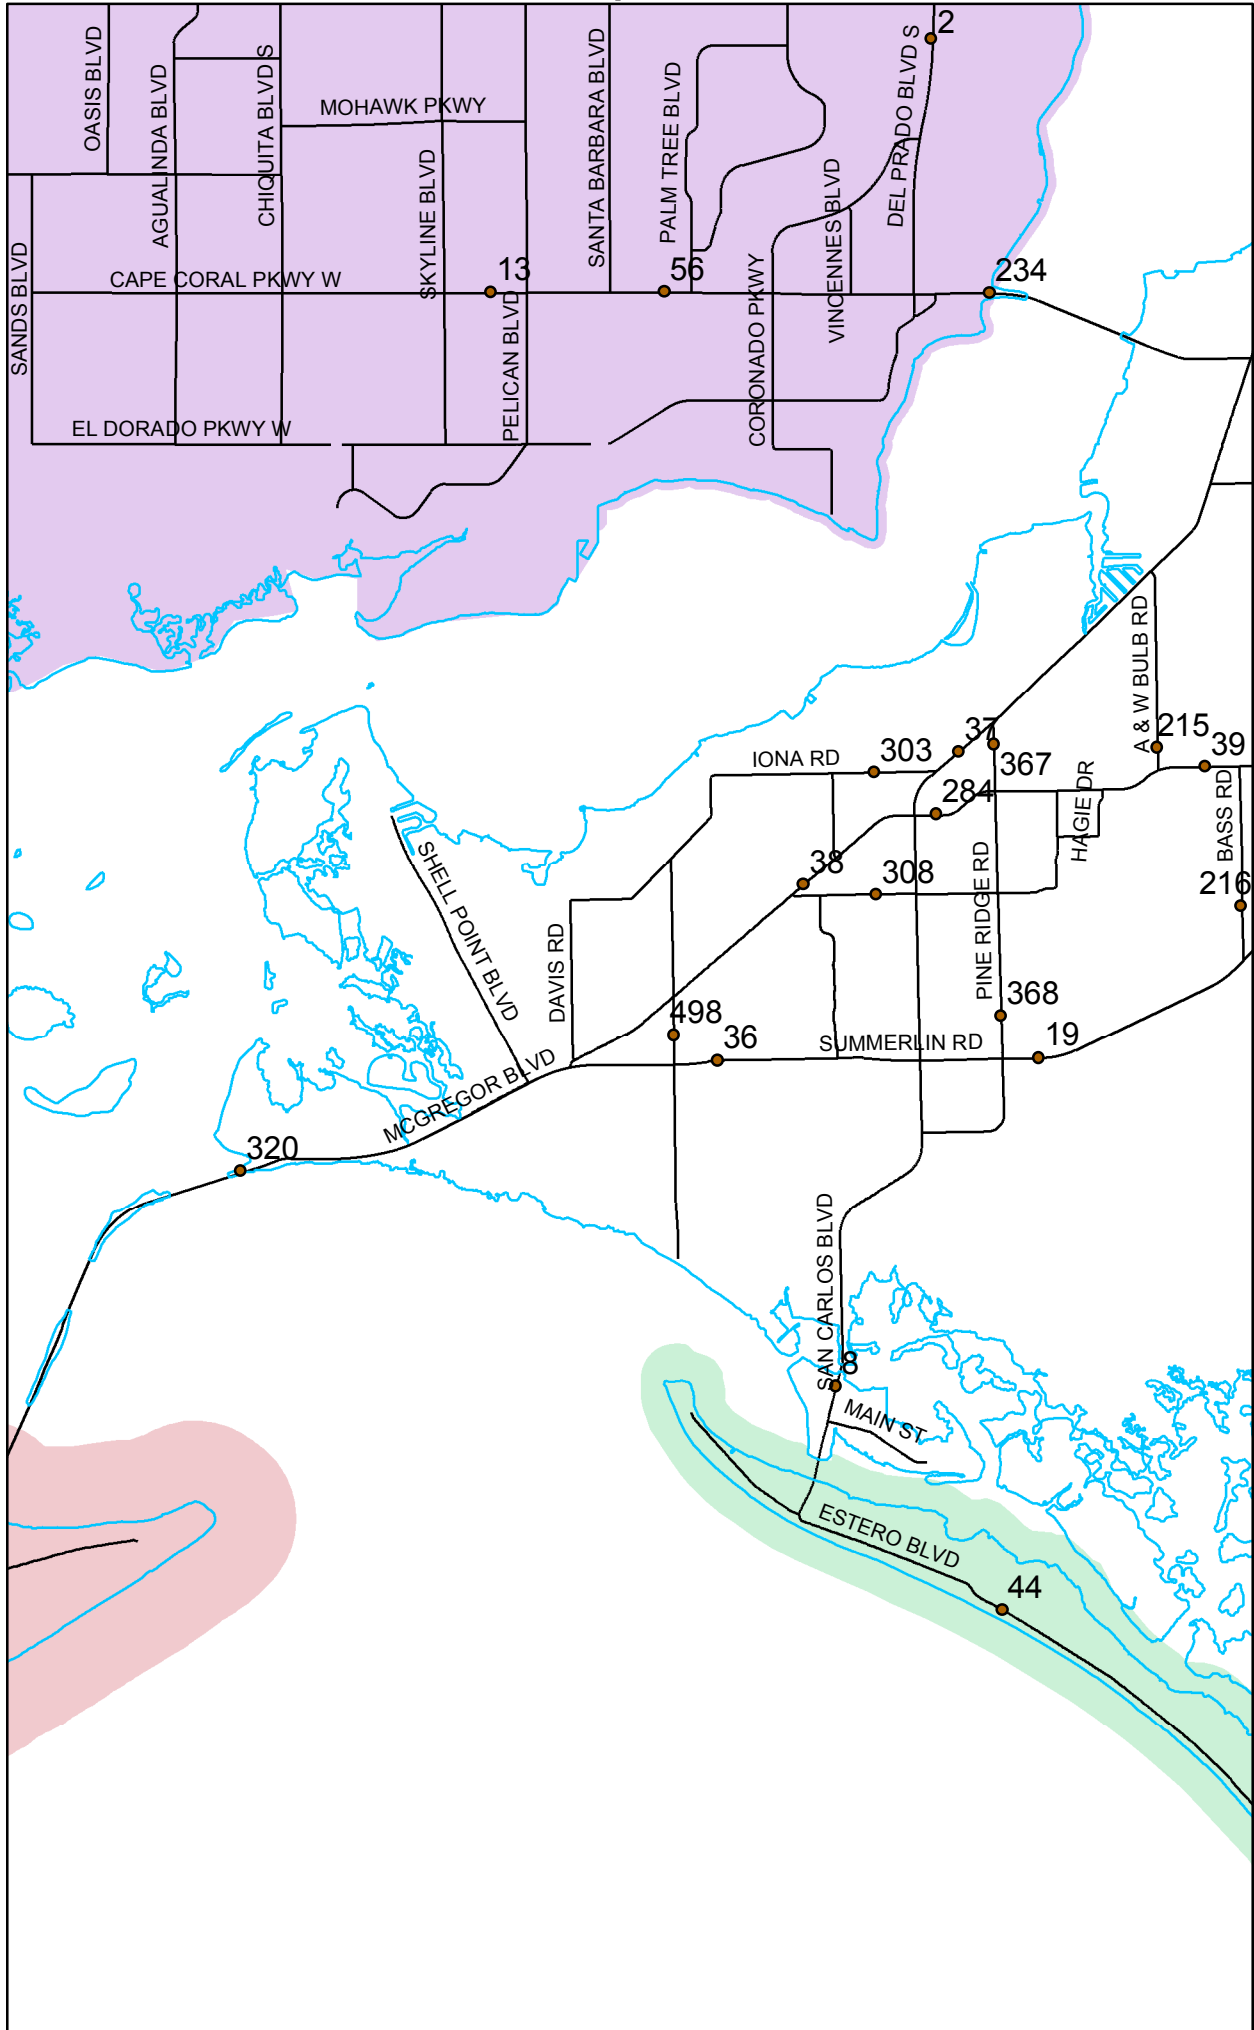 2
OASIS BLVD
AGUALINDA BLVD
CHIQUITA BLVD S
MOHAWK PKWY
SKYLINE BLVD
SANTA BARBARA BLVD
PALM TREE BLVD
DEL PRADO BLVD S
VINCENNES BLVD
SANDS BLVD
CAPE CORAL PKWY W
13
56
234
PELICAN BLVD
CORONADO PKWY
EL DORADO PKWY W
A & W BULB RD
215
39
37
367
303
IONA RD
284
HAGIE DR
BASS RD
38
308
216
PINE RIDGE RD
SHELL POINT BLVD
DAVIS RD
368
498
36
SUMMERLIN RD
19
MCGREGOR BLVD
320
SAN CARLOS BLVD
8
MAIN ST
ESTERO BLVD
44